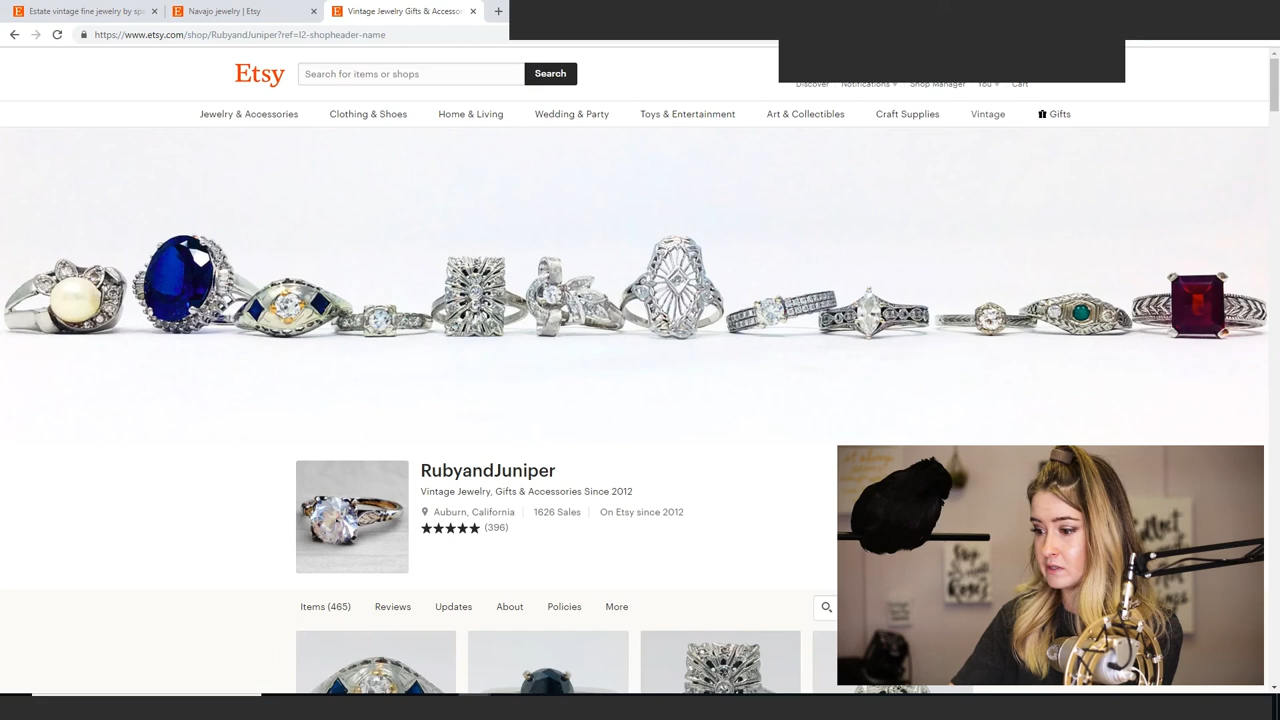 Estate vintage fine jewelry by sp
Navajo jewelry | Etsy
Vintage Jewelry Gifts & Accessor
https://www.etsy.com/shop/RubyandJuniper?ref=l2-shopheader-name
Etsy
Search for items or shops
Search
Discover Notifications Shop Manager You Cart
Jewelry & Accessories Clothing & Shoes Home & Living Wedding & Party Toys & Entertainment Art & Collectibles Craft Supplies Vintage Gifts
RubyandJuniper
Vintage Jewelry, Gifts & Accessories Since 2012
Auburn, California 1626 Sales On Etsy since 2012
(396)
Items (465) Reviews Updates About Policies More